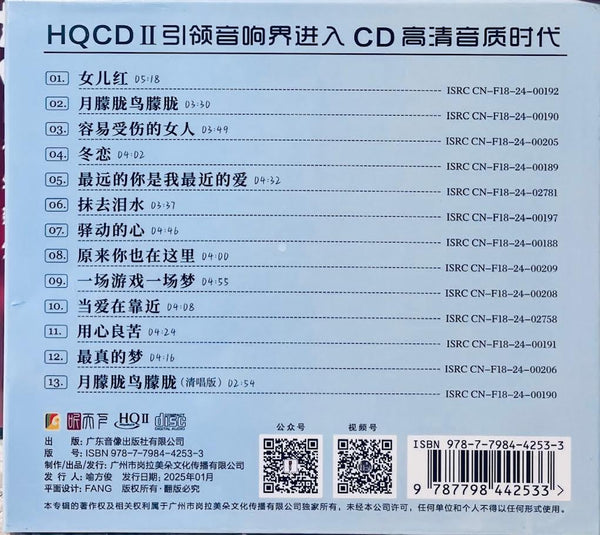 HQCD II 引领音响界进入 CD 高清音质时代
01. 女儿红 05:18 ISRC CN-F18-24-00192
02. 月朦胧鸟朦胧 03:30 ISRC CN-F18-24-00190
03. 容易受伤的女人 03:49 ISRC CN-F18-24-00205
04. 冬恋 04:02 ISRC CN-F18-24-00189
05. 最远的你是我最近的爱 04:32 ISRC CN-F18-24-02781
06. 抹去泪水 03:37 ISRC CN-F18-24-00197
07. 驿动的心 04:46 ISRC CN-F18-24-00188
08. 原来你也在这里 04:00 ISRC CN-F18-24-00209
09. 一场游戏一场梦 04:55 ISRC CN-F18-24-00208
10. 当爱在靠近 04:08 ISRC CN-F18-24-02758
11. 用心良苦 04:24 ISRC CN-F18-24-00191
12. 最真的梦 04:16 ISRC CN-F18-24-00206
13. 月朦胧鸟朦胧(清唱版) 02:54 ISRC CN-F18-24-00190
听天下 HQ II disc
公众号 视频号
出 版: 广东音像出版社有限公司
版 号: ISBN 978-7-7984-4253-3
制作/出品/发行: 广州市岗拉美朵文化传播有限公司
发 行 人: 喻方俊 发行日期: 2025年01月
平面设计: FANG 版权所有·翻版必究
ISBN 978-7-7984-4253-3
9 787798 442533 >
本专辑的著作权及相关权利属于广州市岗拉美朵文化传播有限公司独家所有,未经本公司许可,任何单位和个人不得以任何形式使用。